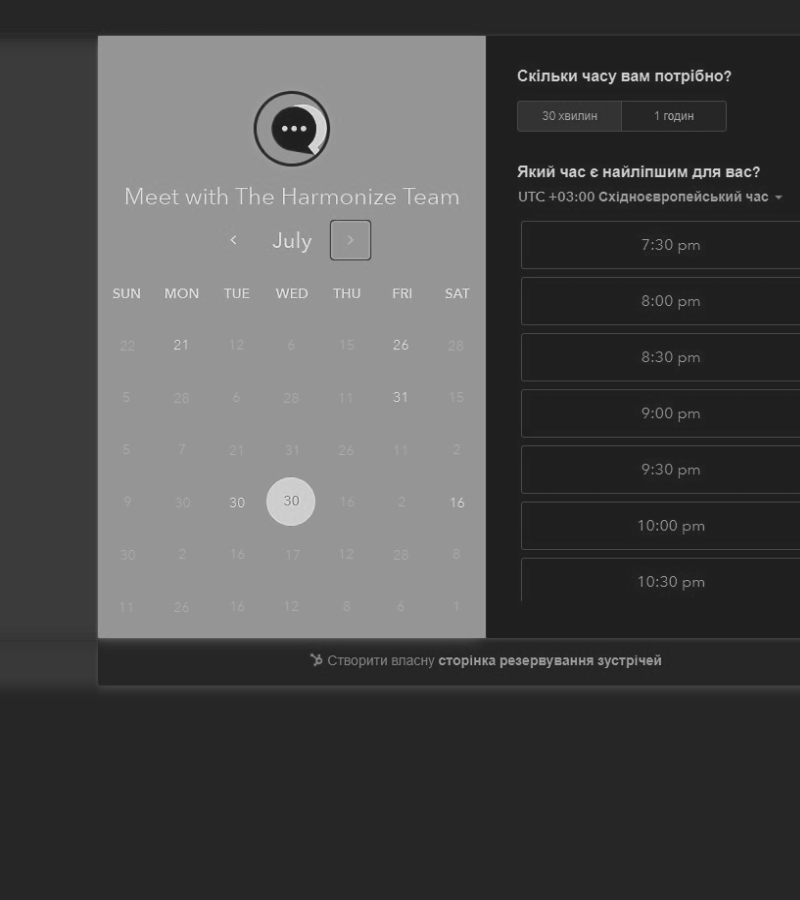 Meet with The Harmonize Team
July
SUN MON TUE WED THU FRI SAT
22 21 12 6 15 26 28
5 28 6 28 11 31 15
5 7 21 31 26 11 2
9 30 30 30 16 2 16
30 2 16 17 12 28 8
11 26 16 12 8 6 1
Скільки часу вам потрібно?
30 хвилин 1 годин
Який час є найліпшим для вас?
UTC +03:00 Східноєвропейський час
7:30 pm
8:00 pm
8:30 pm
9:00 pm
9:30 pm
10:00 pm
10:30 pm
Створити власну сторінка резервування зустрічей